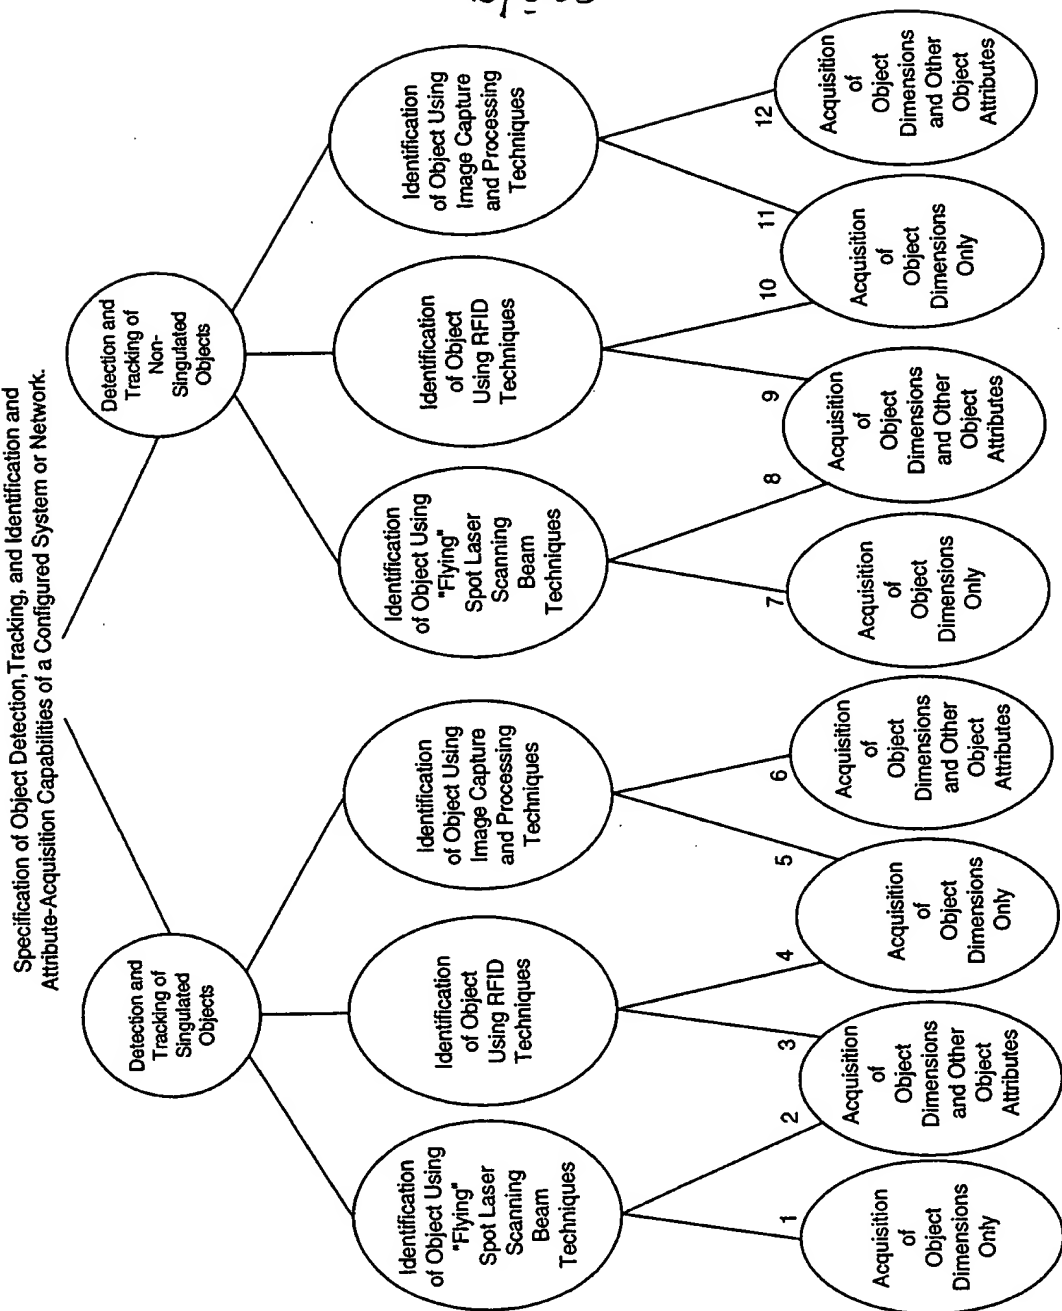 Specification of Object Detection,Tracking, and Identification and
Attribute-Acquisition Capabilities of a Configured System or Network.
Detection and
Tracking of
Singulated
Objects
Detection and
Tracking of
Non-
Singulated
Objects
Identification
of Object Using
"Flying"
Spot Laser
Scanning
Beam
Techniques
Identification
of Object
Using RFID
Techniques
Identification
of Object Using
Image Capture
and Processing
Techniques
Identification
of Object Using
"Flying"
Spot Laser
Scanning
Beam
Techniques
Identification
of Object
Using RFID
Techniques
Identification
of Object Using
Image Capture
and Processing
Techniques
1
2
3
4
5
6
7
8
9
10
11
12
Acquisition
of
Object
Dimensions
Only
Acquisition
of
Object
Dimensions
and Other
Object
Attributes
Acquisition
of
Object
Dimensions
Only
Acquisition
of
Object
Dimensions
and Other
Object
Attributes
Acquisition
of
Object
Dimensions
Only
Acquisition
of
Object
Dimensions
and Other
Object
Attributes
Acquisition
of
Object
Dimensions
Only
Acquisition
of
Object
Dimensions
and Other
Object
Attributes